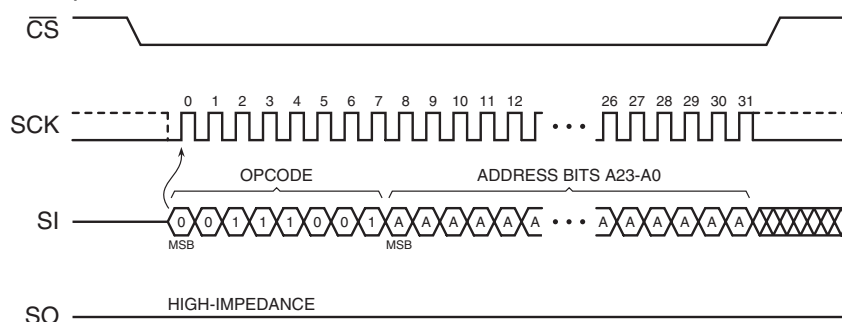 CS
0 1 2 3 4 5 6 7 8 9 10 11 12 26 27 28 29 30 31
SCK • • •
OPCODE ADDRESS BITS A23-A0
SI 0 0 1 1 1 0 0 1 A A A A A A • • • A A A A A A
MSB MSB
HIGH-IMPEDANCE
SO